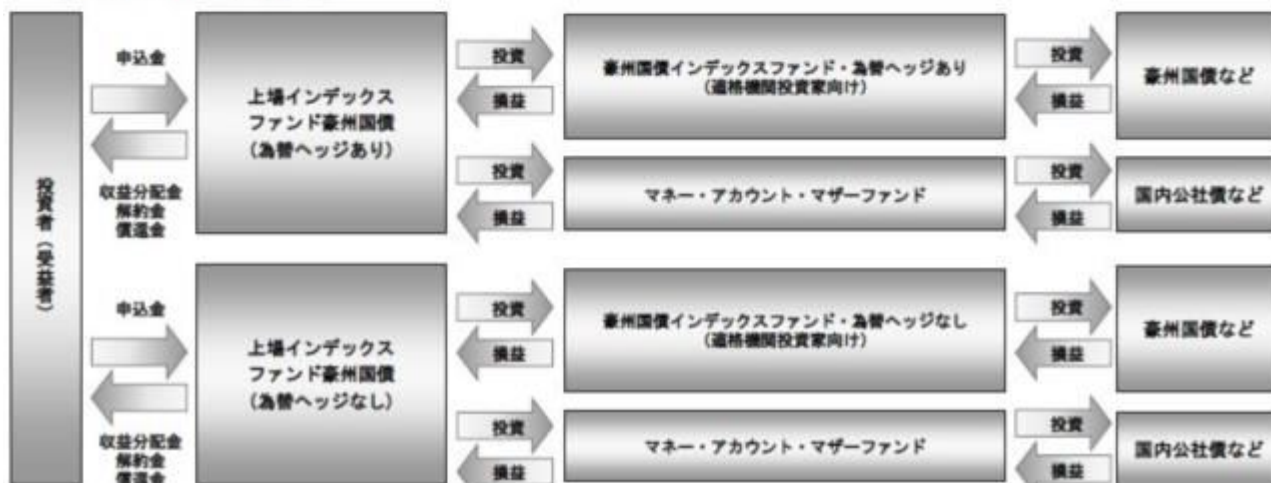 投資者（受益者）
申込金
収益分配金
解約金
償還金
上場インデックス
ファンド豪州国債
（為替ヘッジあり）
投資
損益
豪州国債インデックスファンド・為替ヘッジあり
（適格機関投資家向け）
投資
損益
豪州国債など
投資
損益
マネー・アカウント・マザーファンド
投資
損益
国内公社債など
申込金
収益分配金
解約金
償還金
上場インデックス
ファンド豪州国債
（為替ヘッジなし）
投資
損益
豪州国債インデックスファンド・為替ヘッジなし
（適格機関投資家向け）
投資
損益
豪州国債など
投資
損益
マネー・アカウント・マザーファンド
投資
損益
国内公社債など